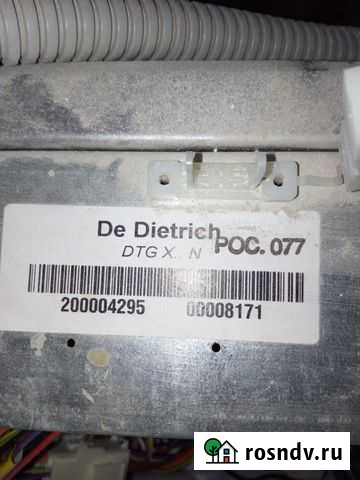 De Dietrich
DTG X... N POC. 077
200004295 00008171
rosndv.ru